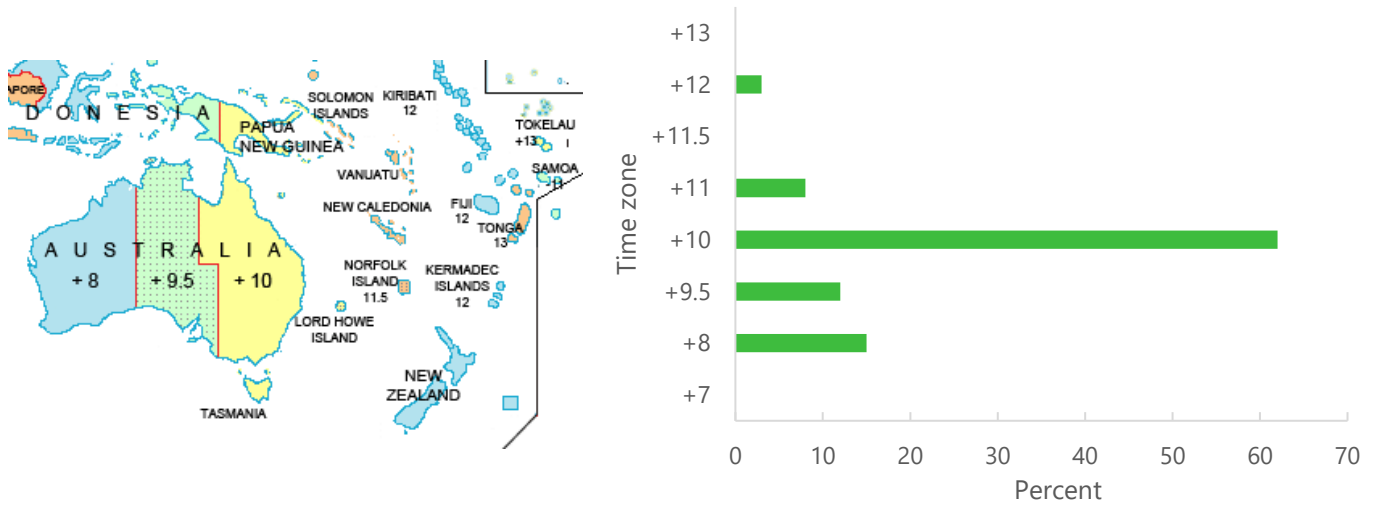 APORE
D O N E S I A
SOLOMON
ISLANDS
KIRIBATI
12
PAPUA
NEW GUINEA
TOKELAU
+13
SAMOA
-11
VANUATU
NEW CALEDONIA
FIJI
12
TONGA
13
A U S T R A L I A
+ 8
+ 9.5
+ 10
NORFOLK
ISLAND
11.5
KERMADEC
ISLANDS
12
LORD HOWE
ISLAND
NEW
ZEALAND
TASMANIA
Time zone
+13
+12
+11.5
+11
+10
+9.5
+8
+7
0 10 20 30 40 50 60 70
Percent